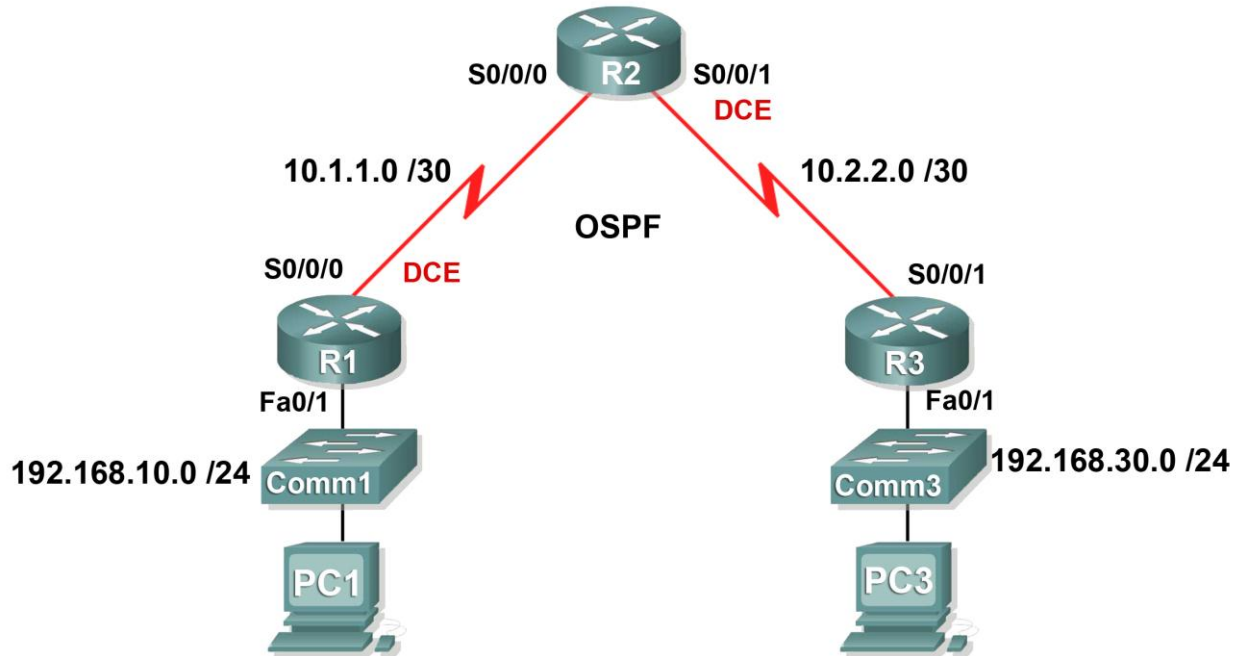 R2
S0/0/0
S0/0/1
DCE
10.1.1.0 /30
10.2.2.0 /30
OSPF
S0/0/0
DCE
S0/0/1
R1
R3
Fa0/1
Fa0/1
192.168.10.0 /24
Comm1
Comm3
192.168.30.0 /24
PC1
PC3